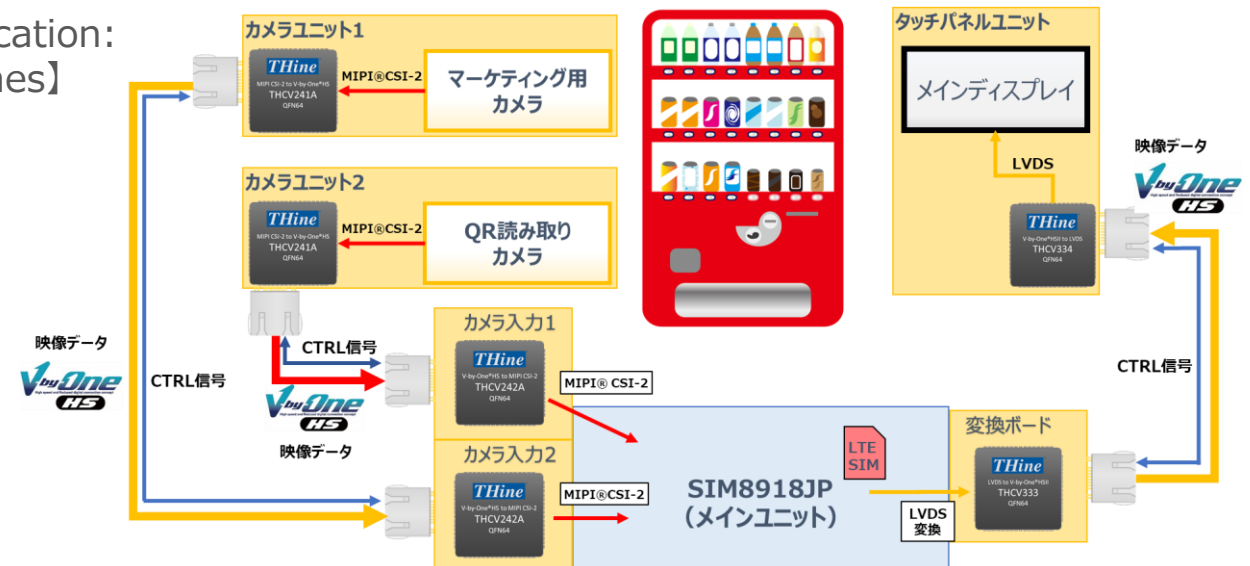 cation:
nes】
カメラユニット1
THine
MIPI CSI-2 to V-by-One®HS
THCV241A
QFN64
MIPI®CSI-2
マーケティング用
カメラ
カメラユニット2
THine
MIPI CSI-2 to V-by-One®HS
THCV241A
QFN64
MIPI®CSI-2
QR読み取り
カメラ
タッチパネルユニット
メインディスプレイ
LVDS
THine
V-by-One®HSII to LVDS
THCV334
QFN64
映像データ
V by One
HS
映像データ
V by One
HS
CTRL信号
CTRL信号
V by One
HS
映像データ
カメラ入力1
THine
V-by-One®HS to MIPI CSI-2
THCV242A
QFN64
MIPI® CSI-2
カメラ入力2
THine
V-by-One®HS to MIPI CSI-2
THCV242A
QFN64
MIPI®CSI-2
SIM8918JP
（メインユニット）
LTE
SIM
LVDS
変換
変換ボード
THine
LVDS to V-by-One®HSII
THCV333
QFN64
CTRL信号